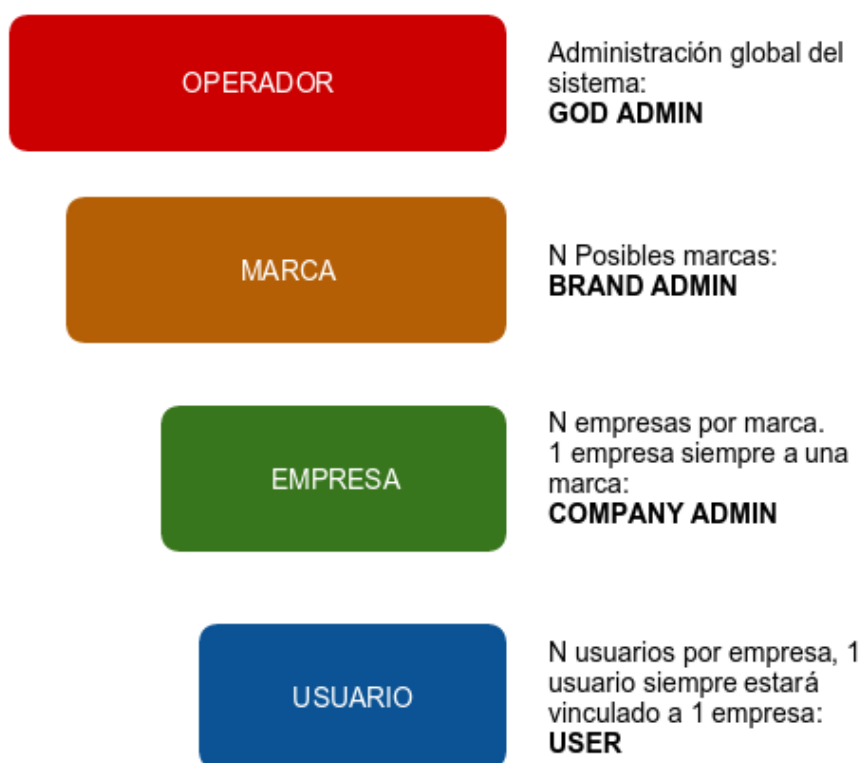 OPERADOR
Administración global del
sistema:
GOD ADMIN
MARCA
N Posibles marcas:
BRAND ADMIN
EMPRESA
N empresas por marca.
1 empresa siempre a una
marca:
COMPANY ADMIN
USUARIO
N usuarios por empresa, 1
usuario siempre estará
vinculado a 1 empresa:
USER